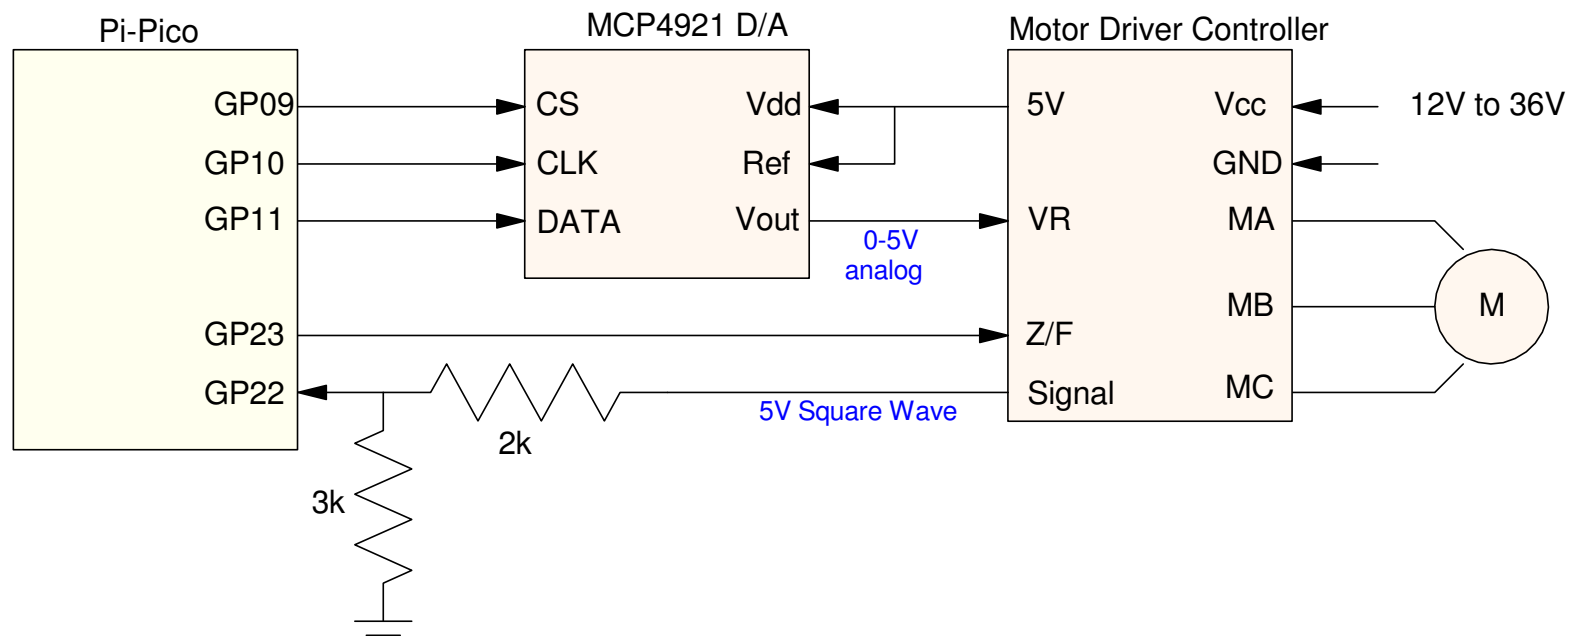 Pi-Pico
MCP4921 D/A
Motor Driver Controller
GP09
CS
Vdd
5V
Vcc
12V to 36V
GP10
CLK
Ref
GND
GP11
DATA
Vout
VR
MA
0-5V
analog
MB
M
GP23
Z/F
GP22
Signal
MC
5V Square Wave
2k
3k